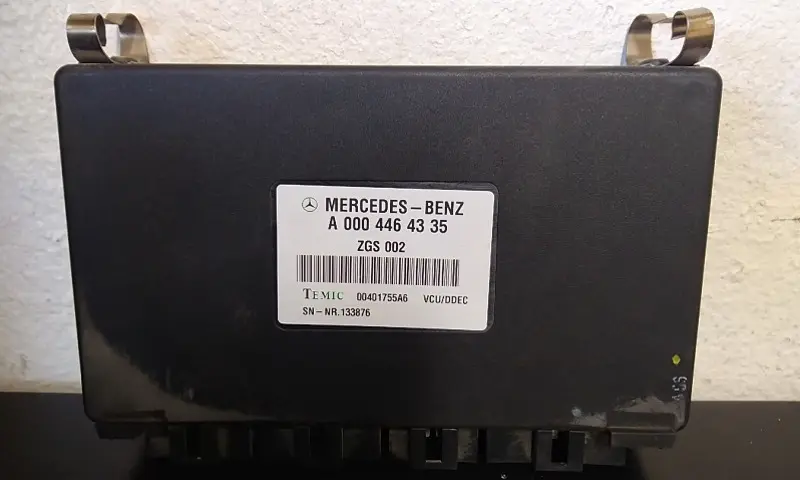 MERCEDES-BENZ
A 000 446 43 35
ZGS 002
TEMIC 00401755A6 VCU/DDEC
SN-NR.133876